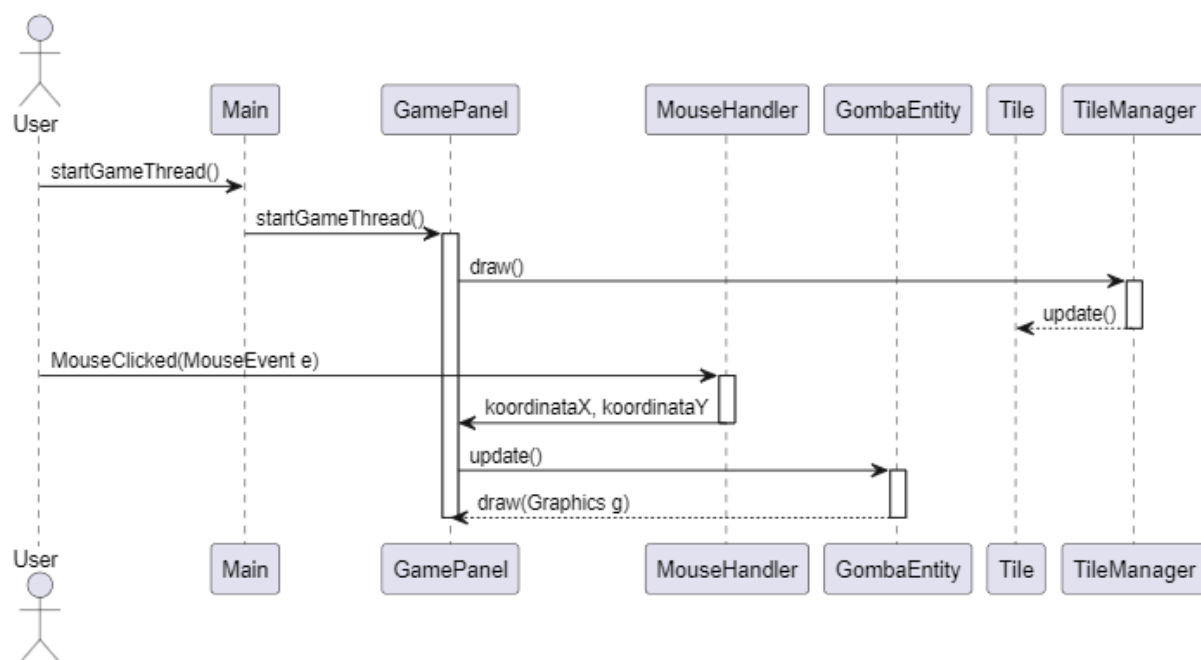 User
Main
GamePanel
MouseHandler
GombaEntity
Tile
TileManager
startGameThread()
startGameThread()
draw()
update()
MouseClicked(MouseEvent e)
koordinataX, koordinataY
update()
draw(Graphics g)
User
Main
GamePanel
MouseHandler
GombaEntity
Tile
TileManager